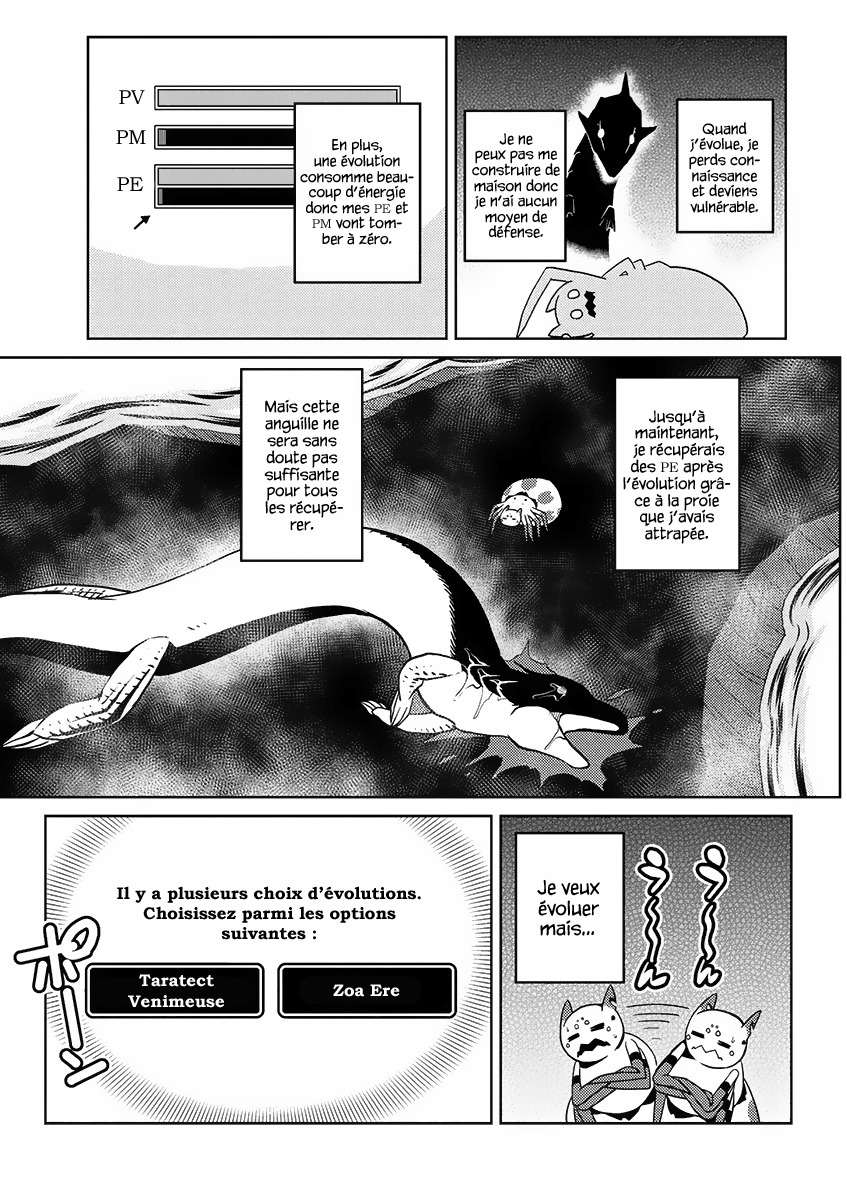 Quand
j'évolue, je
perds con-
naissance
et deviens
vulnérable.
Je ne
peux pas me
construire de
maison donc
je n'ai aucun
moyen de
défense.
PV
PM
PE
En plus,
une évolution
consomme beau-
coup d'énergie
donc mes PE et
PM vont tom-
ber à zéro.
Jusqu'à
maintenant,
je récupérais
des PE après
l'évolution grâ-
ce à la proie
que j'avais
attrapée.
Mais cette
anguille ne
sera sans
doute pas
suffisante
pour tous
les récupé-
rer.
Je veux
évoluer
mais...
う〜ん
う〜ん
Il y a plusieurs choix d'évolutions.
Choisissez parmi les options
suivantes :
Taratect
Venimeuse
Zoa Ere
ポーン